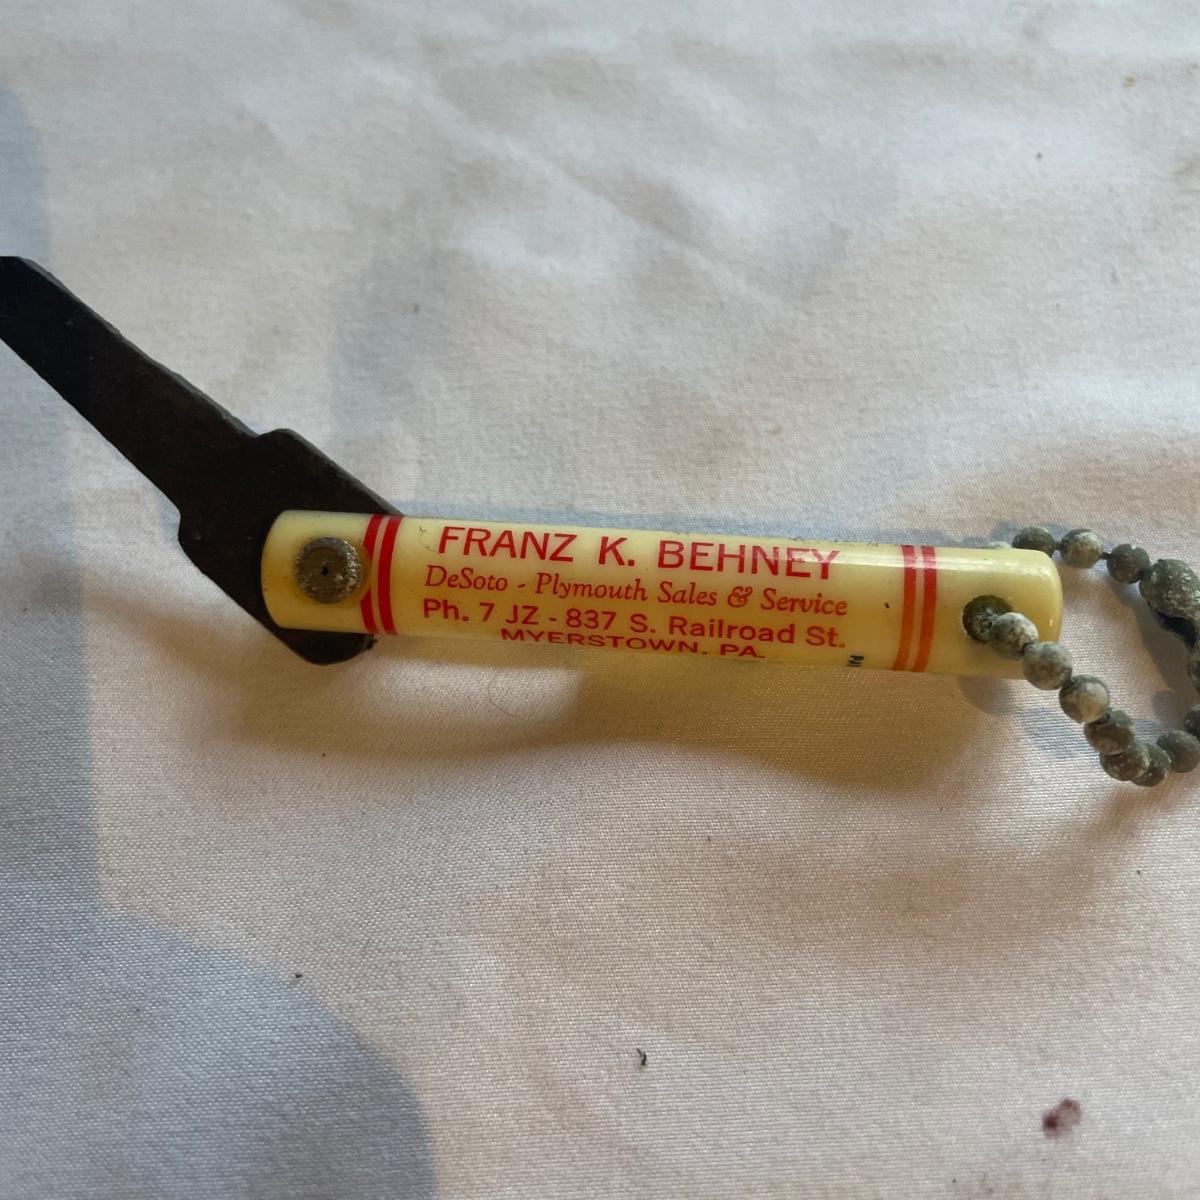 FRANZ K. BEHNEY
DeSoto - Plymouth Sales & Service
Ph. 7 JZ - 837 S. Railroad St.
MYERSTOWN, PA.